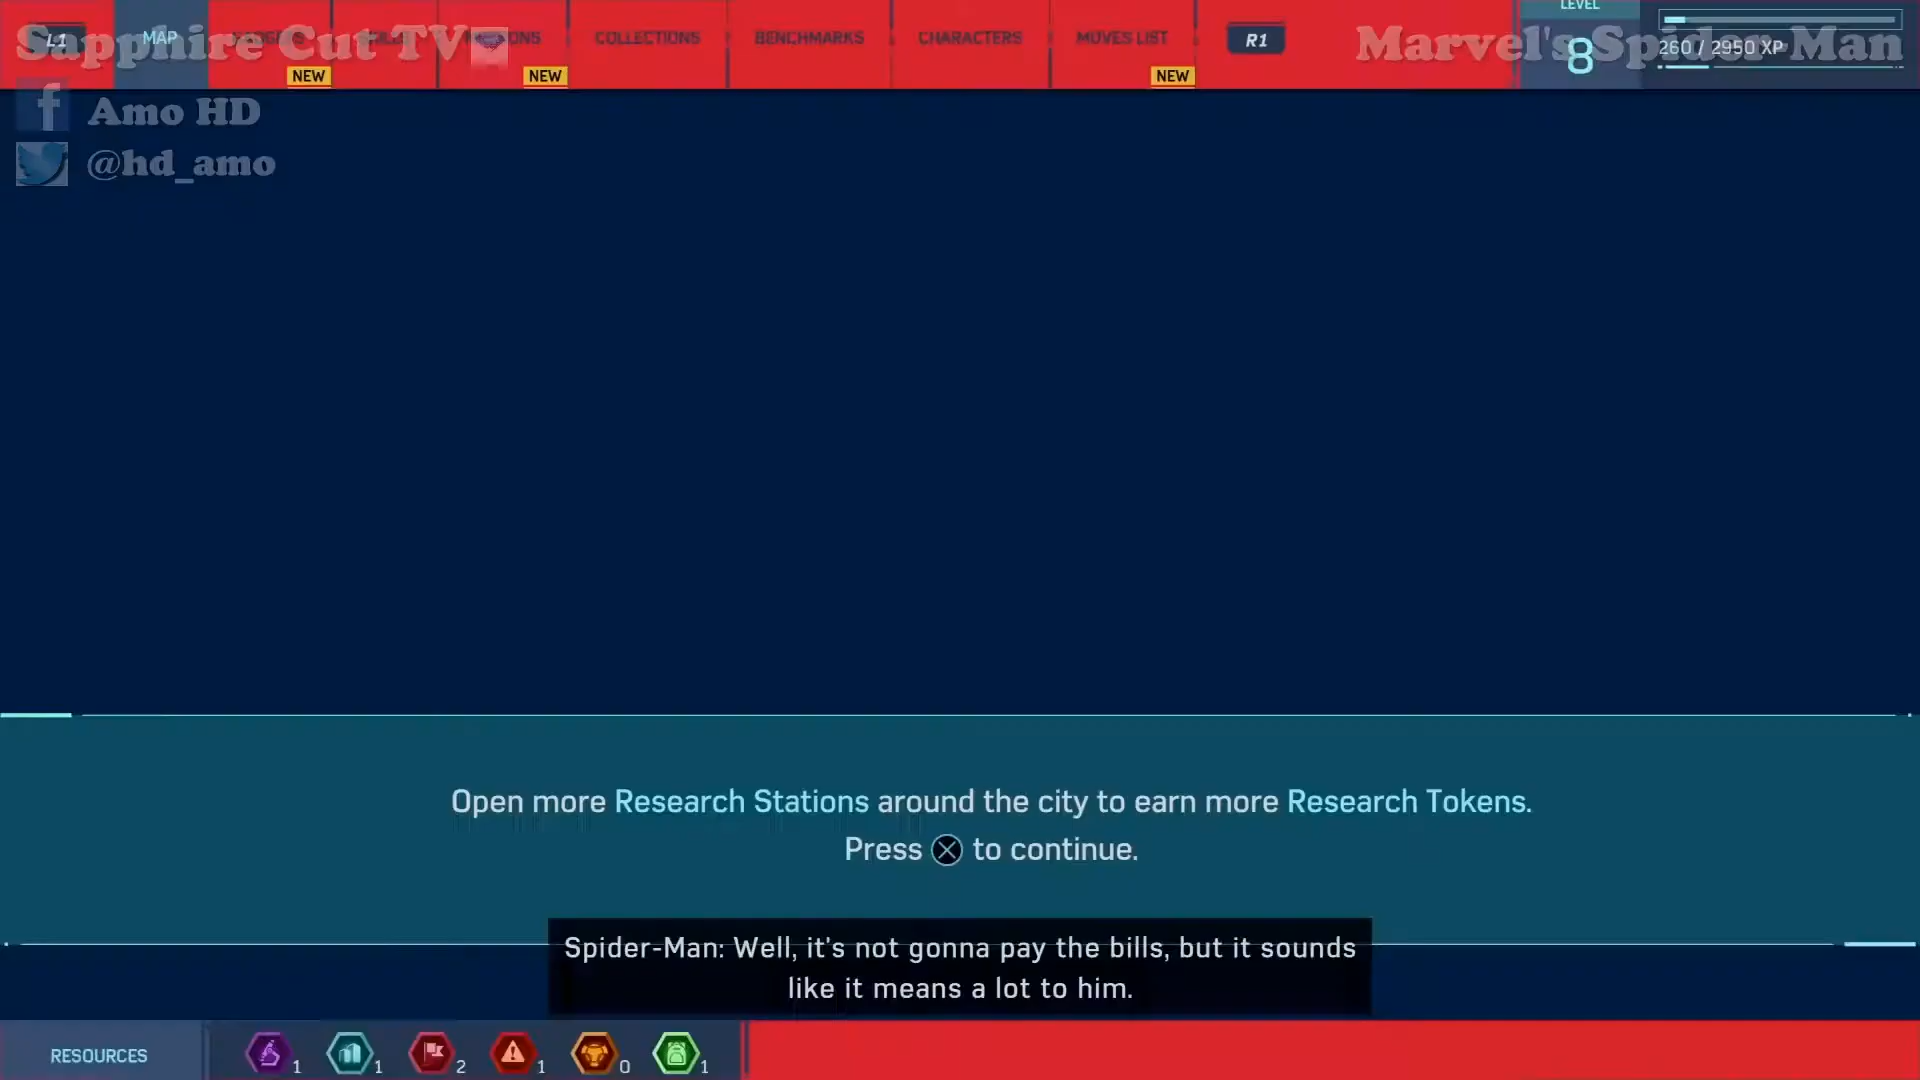 L1
MAP
COLLECTIONS
BENCHMARKS
CHARACTERS
MOVES LIST
R1
LEVEL
8
260 / 2950 XP
NEW
NEW
NEW
Sapphire Cut TV
Marvel's Spider-Man
Amo HD
@hd_amo
Open more Research Stations around the city to earn more Research Tokens.
Press to continue.
Spider-Man: Well, it's not gonna pay the bills, but it sounds
like it means a lot to him.
RESOURCES
1
1
2
1
0
1